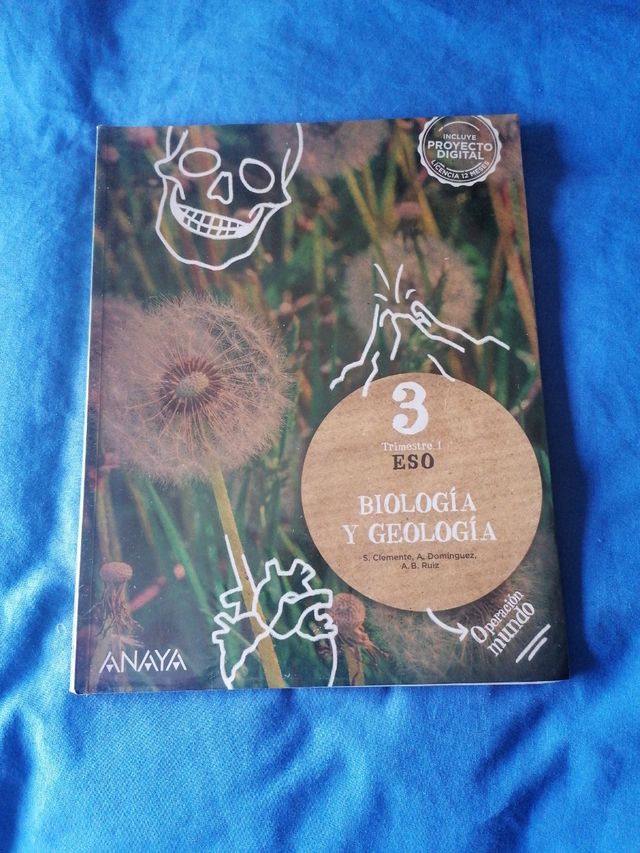 INCLUYE
PROYECTO
DIGITAL
LICENCIA 12 MESES
3
Trimestre 1
ESO
BIOLOGÍA
Y GEOLOGÍA
S. Clemente, A. Domínguez,
A. B. Ruiz
Operación
mundo
ANAYA